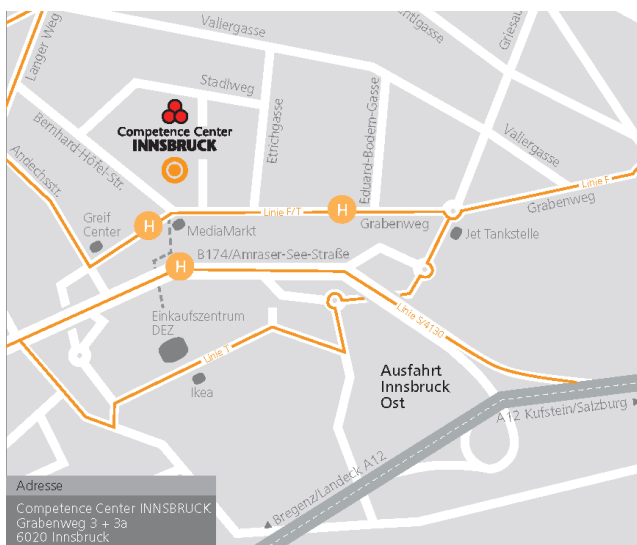 Langer Weg
Vallergasse
Griesau
Stadlweg
Competence Center
INNSBRUCK
Bernhard-Höfel-Str.
Etrichgasse
Eduard-Bodem-Gasse
Vallergasse
Andechsstr.
Linie F
Linie F/T
H
Grabenweg
Grabenweg
Greif
Center
H
MediaMarkt
Jet Tankstelle
H
B174/Amraser-See-Straße
Einkaufszentrum
DEZ
Linie S/4130
Linie T
Ikea
Ausfahrt
Innsbruck
Ost
A12 Kufstein/Salzburg
Bregenz/Landeck A12
Adresse
Competence Center INNSBRUCK
Grabenweg 3 + 3a
6020 Innsbruck